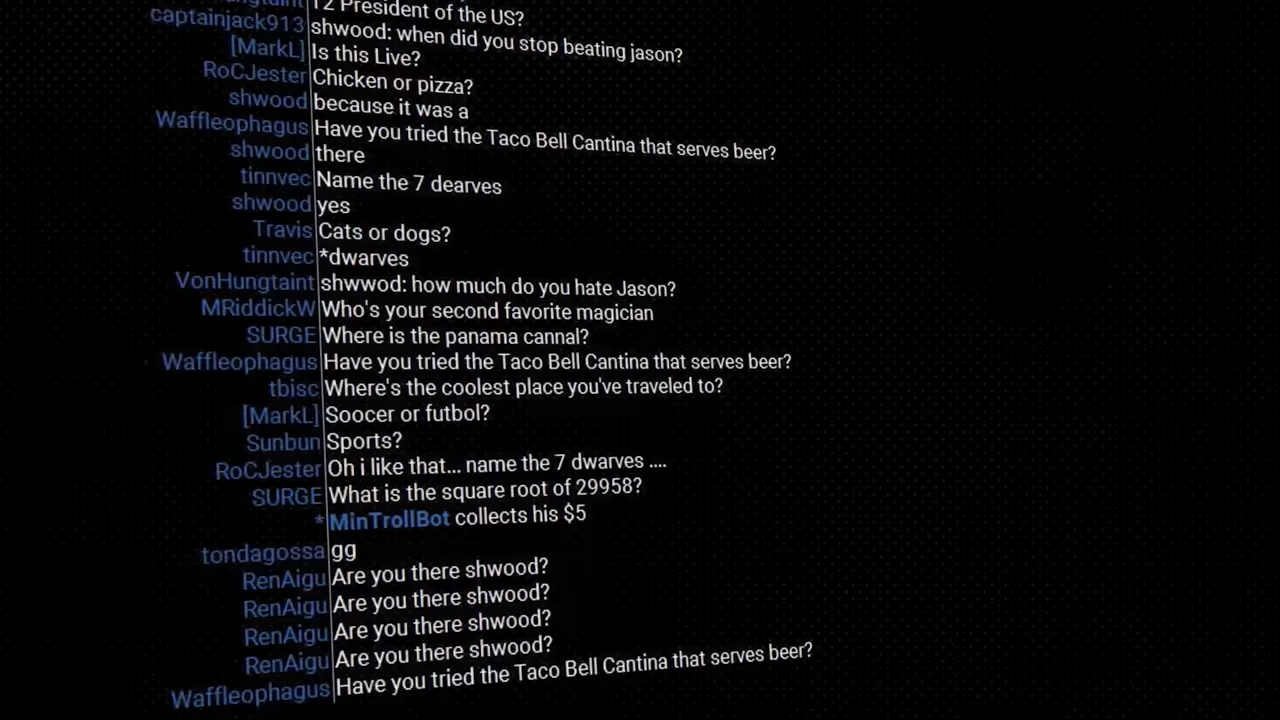 12 President of the US?
captainjack913 shwood: when did you stop beating jason?
[MarkL] Is this Live?
RoCJester Chicken or pizza?
shwood because it was a
Waffleophagus Have you tried the Taco Bell Cantina that serves beer?
shwood there
tinnvec Name the 7 dearves
shwood yes
Travis Cats or dogs?
tinnvec *dwarves
VonHungtaint shwwod: how much do you hate Jason?
MRiddickW Who's your second favorite magician
SURGE Where is the panama cannal?
Waffleophagus Have you tried the Taco Bell Cantina that serves beer?
tbisc Where's the coolest place you've traveled to?
[MarkL] Soocer or futbol?
Sunbun Sports?
RoCJester Oh i like that... name the 7 dwarves ....
SURGE What is the square root of 29958?
* MinTrollBot collects his $5
tondagossa gg
RenAigu Are you there shwood?
RenAigu Are you there shwood?
RenAigu Are you there shwood?
RenAigu Are you there shwood?
Waffleophagus Have you tried the Taco Bell Cantina that serves beer?